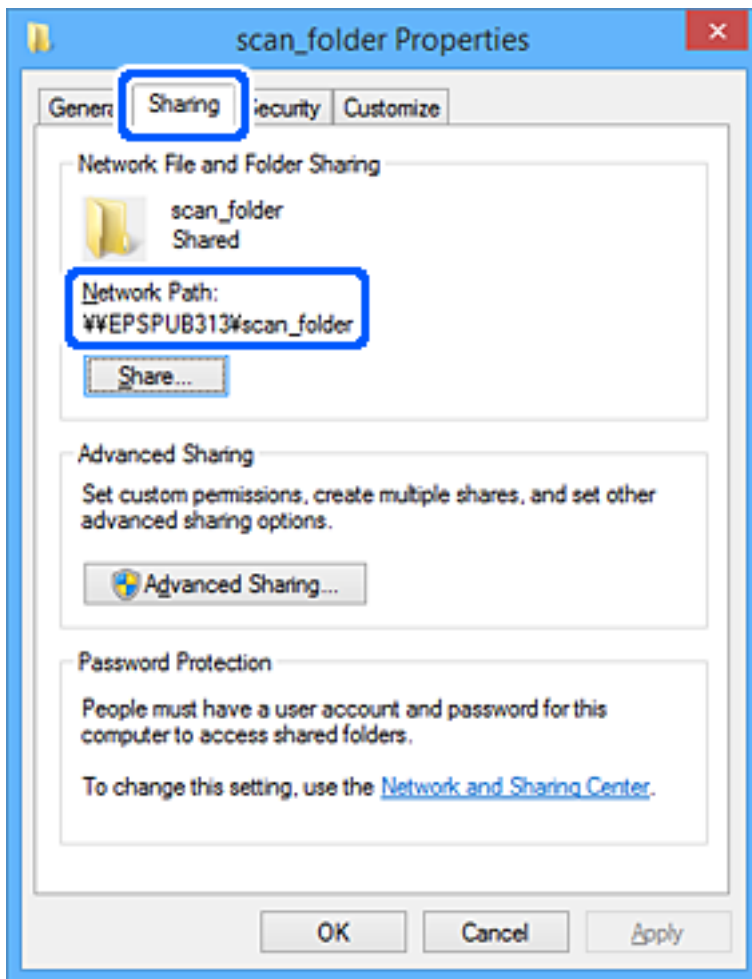 scan_folder Properties
General Sharing Security Customize
Network File and Folder Sharing
scan_folder
Shared
Network Path:
¥¥EPSPUB313¥scan_folder
Share...
Advanced Sharing
Set custom permissions, create multiple shares, and set other
advanced sharing options.
Advanced Sharing...
Password Protection
People must have a user account and password for this
computer to access shared folders.
To change this setting, use the Network and Sharing Center.
OK Cancel Apply